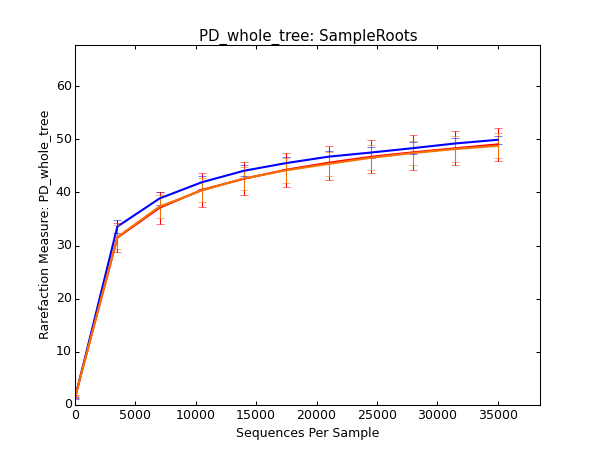 PD_whole_tree: SampleRoots
60
50
40
30
20
10
0
Rarefaction Measure: PD_whole_tree
0 5000 10000 15000 20000 25000 30000 35000
Sequences Per Sample